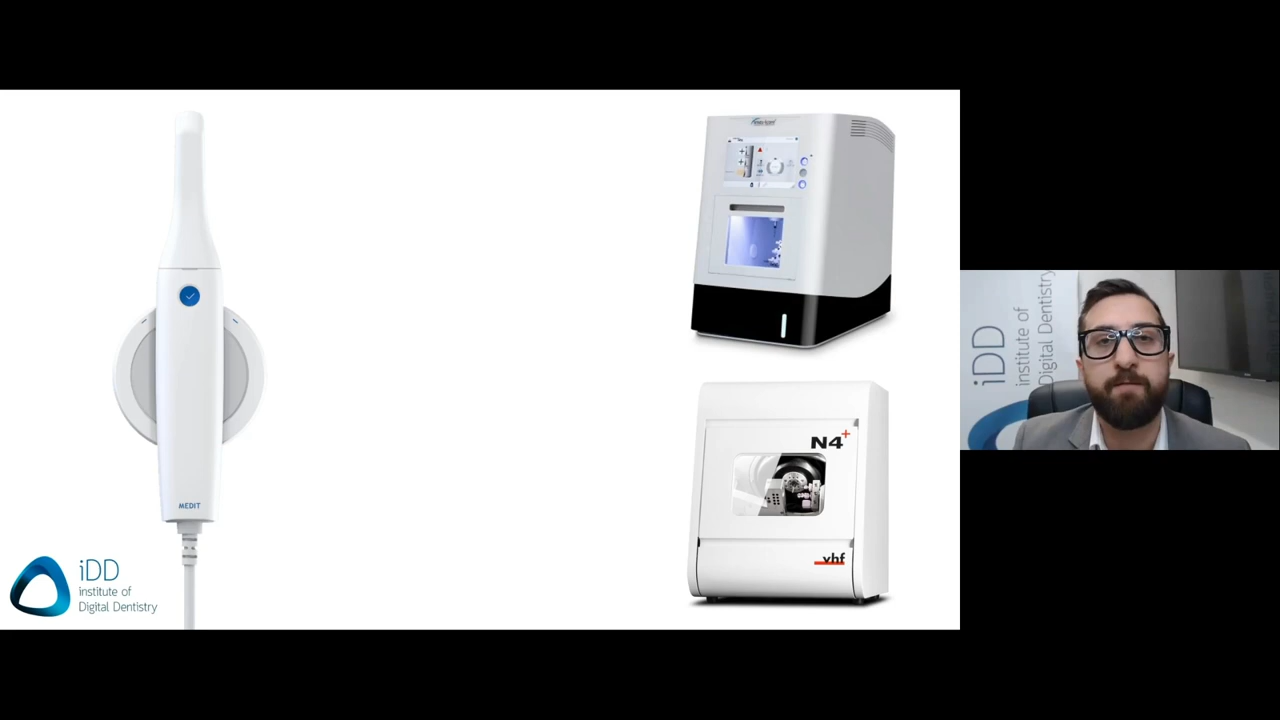 MEDIT
iDD
institute of
Digital Dentistry
N4+
vhf
iDD
institute of
Digital Dentistry